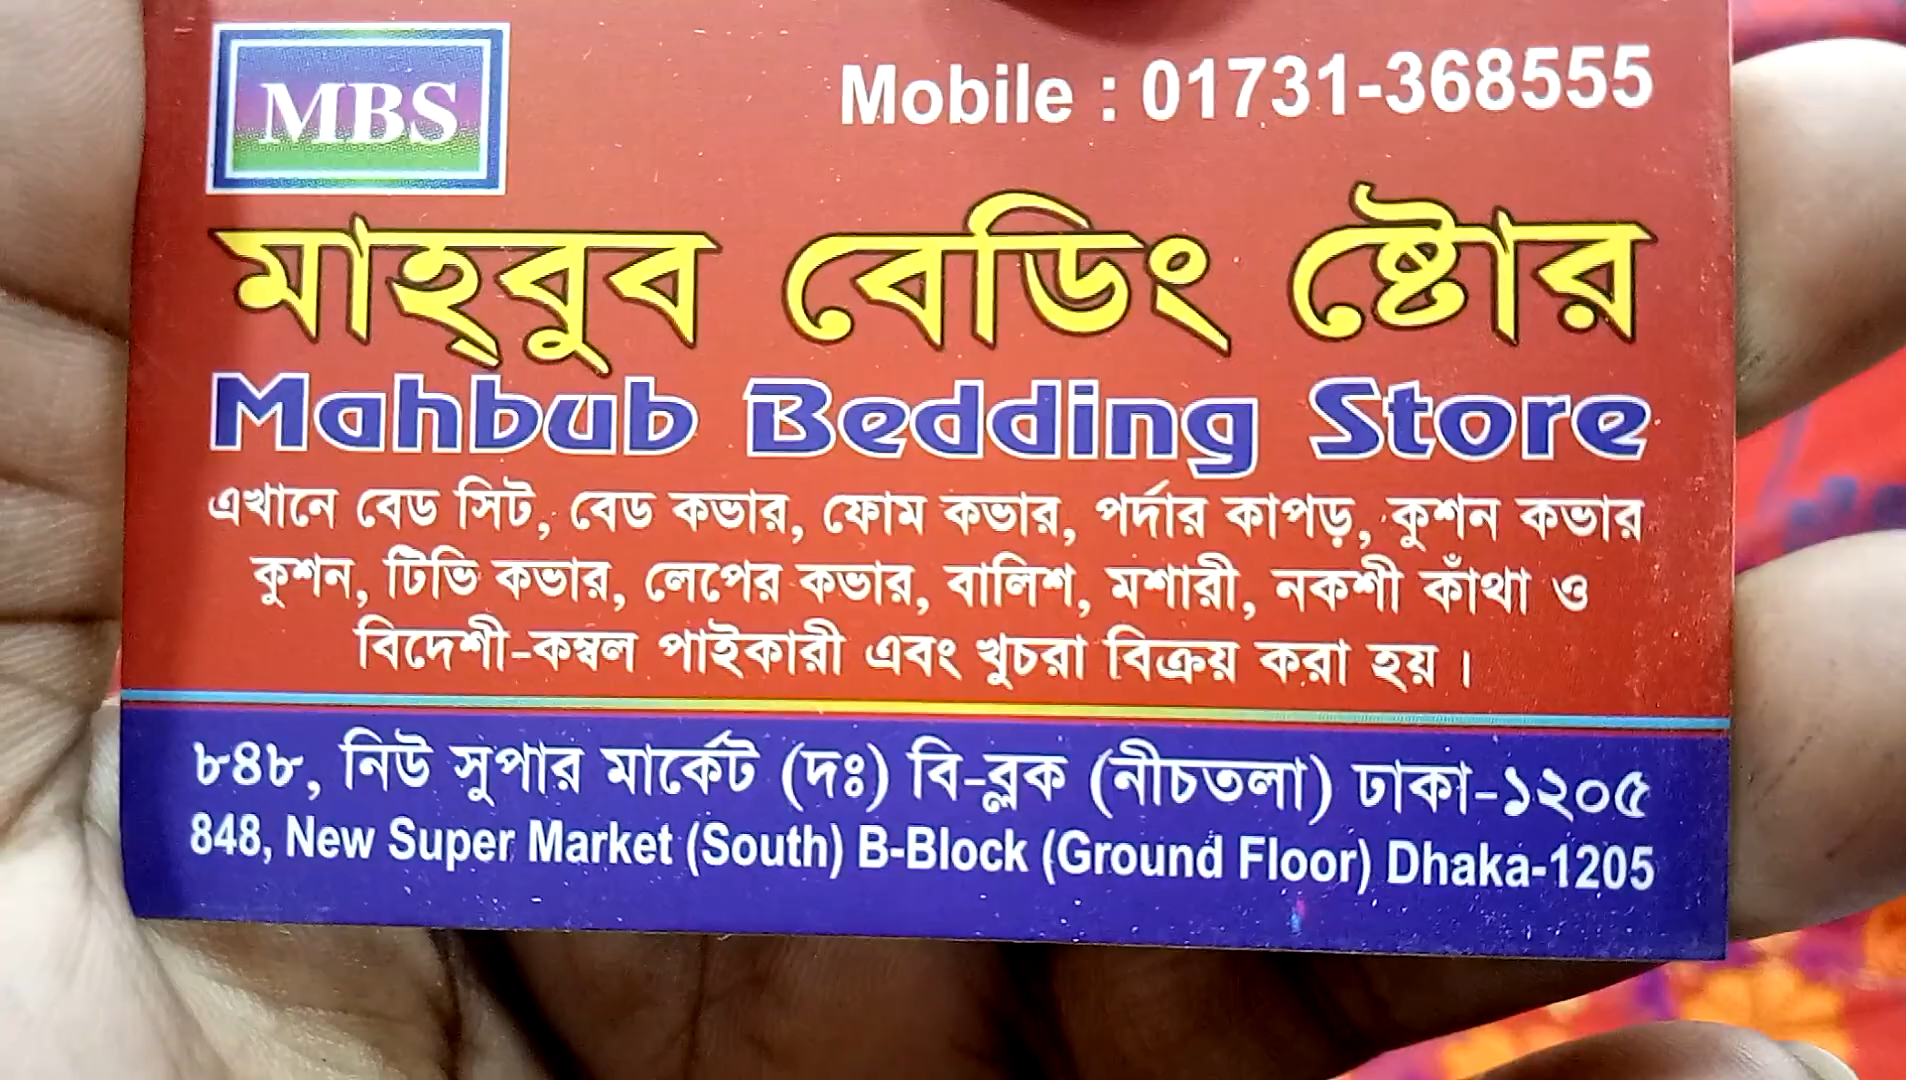 MBS
Mobile : 01731-368555
মাহ্‌বুব বেডিং ষ্টোর
Mahbub Bedding Store
এখানে বেড সিট, বেড কভার, ফোম কভার, পর্দার কাপড়, কুশন কভার
কুশন, টিভি কভার, লেপের কভার, বালিশ, মশারী, নকশী কাঁথা ও
বিদেশী-কম্বল পাইকারী এবং খুচরা বিক্রয় করা হয়।
৮৪৮, নিউ সুপার মার্কেট (দঃ) বি-ব্লক (নীচতলা) ঢাকা-১২০৫
848, New Super Market (South) B-Block (Ground Floor) Dhaka-1205